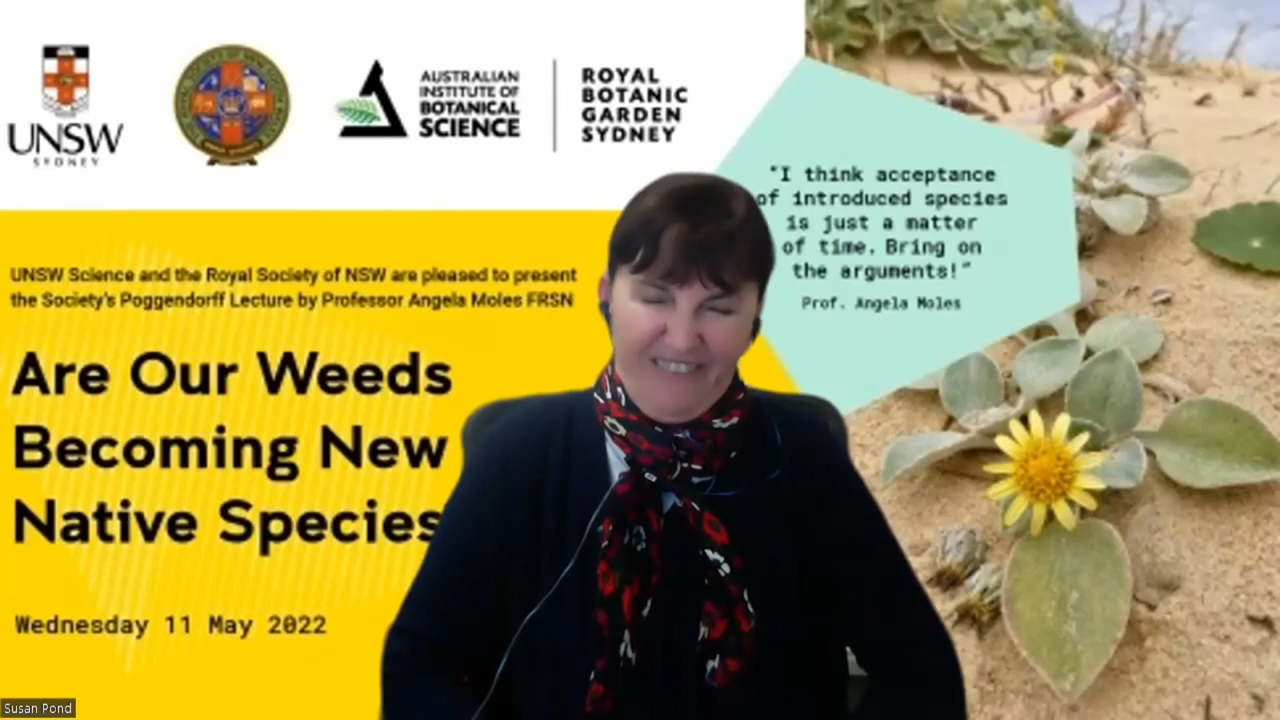 UNSW
SYDNEY
AUSTRALIAN
INSTITUTE OF
BOTANICAL
SCIENCE
ROYAL
BOTANIC
GARDEN
SYDNEY
"I think acceptance
of introduced species
is just a matter
of time. Bring on
the arguments!"
Prof. Angela Moles
UNSW Science and the Royal Society of NSW are pleased to present
the Society's Poggendorff Lecture by Professor Angela Moles FRSN
Are Our Weeds
Becoming New
Native Species
Wednesday 11 May 2022
Susan Pond